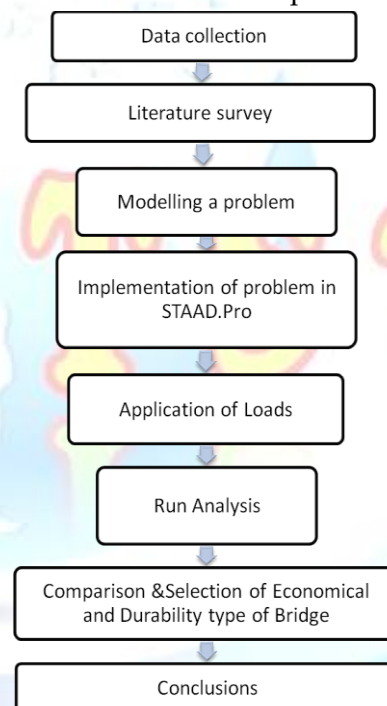 Data collection
Literature survey
Modelling a problem
Implementation of problem in
STAAD.Pro
Application of Loads
Run Analysis
Comparison &Selection of Economical
and Durability type of Bridge
Conclusions